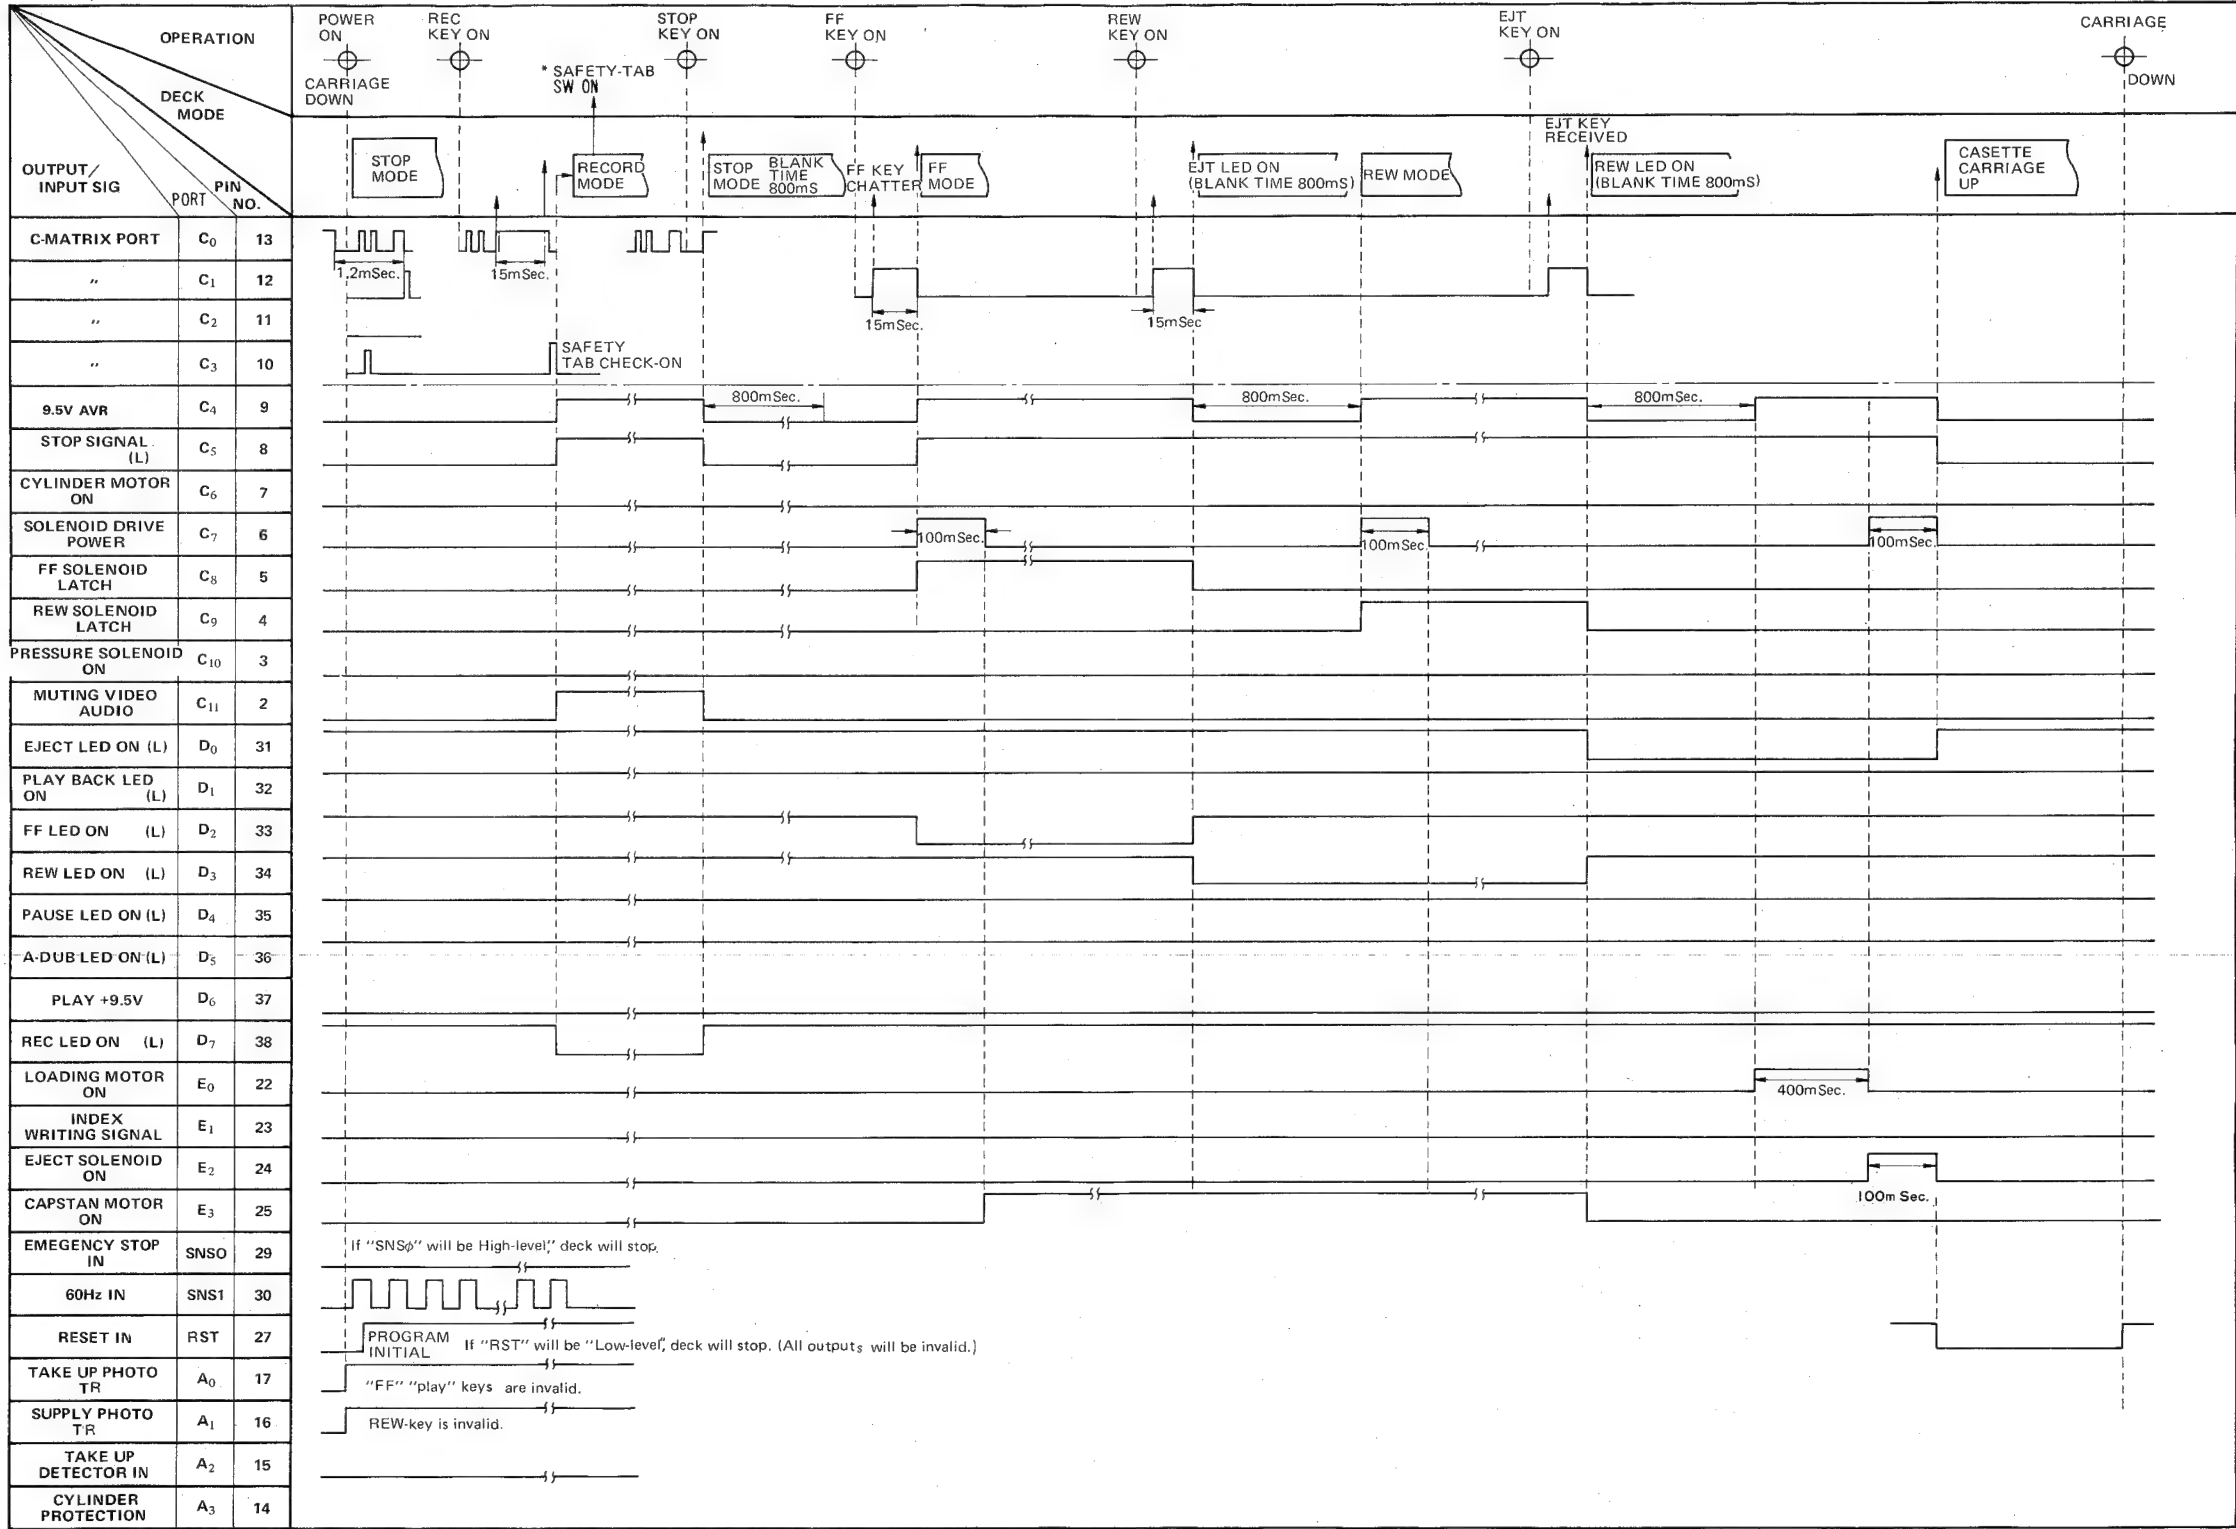 OPERATION
DECK
MODE
OUTPUT/
INPUT SIG
PORT
PIN
NO.
POWER
ON
CARRIAGE
DOWN
REC
KEY ON
* SAFETY-TAB
SW ON
STOP
KEY ON
FF
KEY ON
REW
KEY ON
EJT
KEY ON
CARRIAGE
DOWN
STOP
MODE
RECORD
MODE
STOP
MODE
BLANK
TIME
800mS
FF KEY
CHATTER
FF
MODE
EJT LED ON
(BLANK TIME 800mS)
REW MODE
EJT KEY
RECEIVED
REW LED ON
(BLANK TIME 800mS)
CASETTE
CARRIAGE
UP
C-MATRIX PORT C0 13
1.2mSec. 15mSec.
〃 C1 12
15mSec. 15mSec
〃 C2 11
〃 C3 10
SAFETY
TAB CHECK-ON
9.5V AVR C4 9
800mSec. 800mSec. 800mSec.
STOP SIGNAL
(L) C5 8
CYLINDER MOTOR
ON C6 7
SOLENOID DRIVE
POWER C7 6
100mSec. 100mSec. 100mSec.
FF SOLENOID
LATCH C8 5
REW SOLENOID
LATCH C9 4
PRESSURE SOLENOID
ON C10 3
MUTING VIDEO
AUDIO C11 2
EJECT LED ON (L) D0 31
PLAY BACK LED
ON (L) D1 32
FF LED ON (L) D2 33
REW LED ON (L) D3 34
PAUSE LED ON (L) D4 35
A-DUB LED ON (L) D5 36
PLAY +9.5V D6 37
REC LED ON (L) D7 38
LOADING MOTOR
ON E0 22
400mSec.
INDEX
WRITING SIGNAL E1 23
EJECT SOLENOID
ON E2 24
100m Sec.
CAPSTAN MOTOR
ON E3 25
EMEGENCY STOP
IN SNSO 29
If "SNSϕ" will be High-level," deck will stop.
60Hz IN SNS1 30
RESET IN RST 27
PROGRAM
INITIAL
If "RST" will be "Low-level", deck will stop. (All outputs will be invalid.)
TAKE UP PHOTO
TR A0 17
"FF" "play" keys are invalid.
SUPPLY PHOTO
TR A1 16
REW-key is invalid.
TAKE UP
DETECTOR IN A2 15
CYLINDER
PROTECTION A3 14